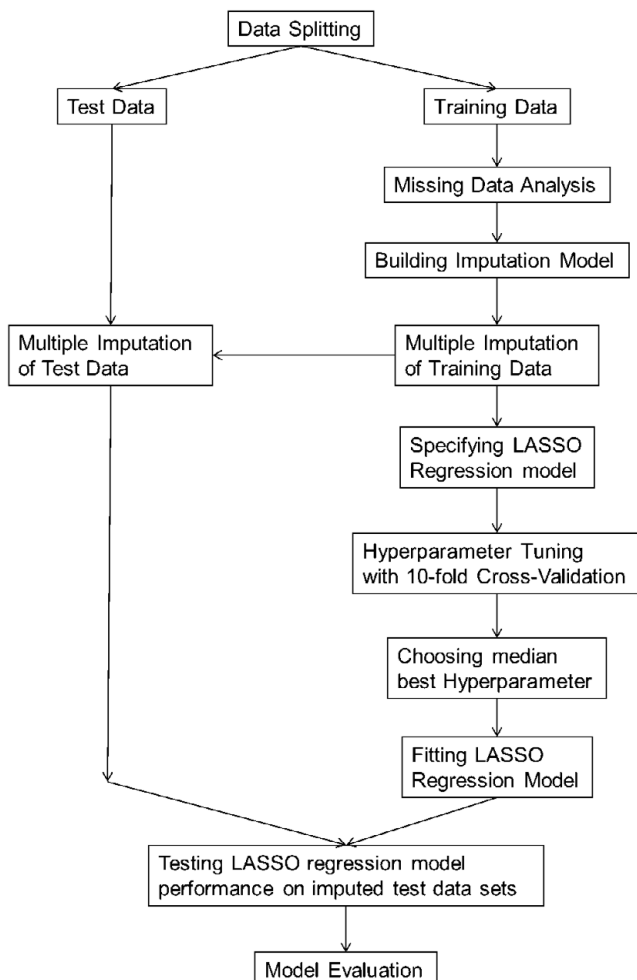 Data Splitting
Test Data
Training Data
Missing Data Analysis
Building Imputation Model
Multiple Imputation
of Test Data
Multiple Imputation
of Training Data
Specifying LASSO
Regression model
Hyperparameter Tuning
with 10-fold Cross-Validation
Choosing median
best Hyperparameter
Fitting LASSO
Regression Model
Testing LASSO regression model
performance on imputed test data sets
Model Evaluation